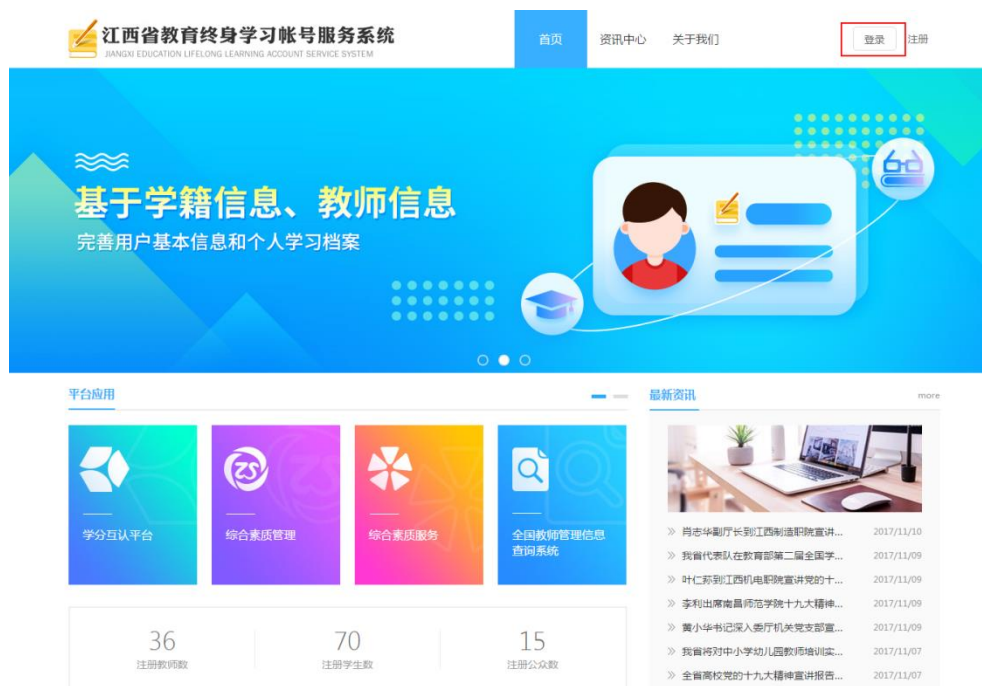 江西省教育终身学习帐号服务系统
JIANGXI EDUCATION LIFELONG LEARNING ACCOUNT SERVICE SYSTEM
首页 资讯中心 关于我们 登录 注册
基于学籍信息、教师信息
完善用户基本信息和个人学习档案
平台应用
学分互认平台
综合素质管理
综合素质服务
全国教师管理信息
查询系统
36
注册教师数
70
注册学生数
15
注册公众数
最新资讯 more
肖志华副厅长到江西制造职院宣讲... 2017/11/10
我省代表队在教育部第二届全国学... 2017/11/09
叶仁荪到江西机电职院宣讲党的十... 2017/11/09
李利出席南昌师范学院十九大精神... 2017/11/09
黄小华书记深入委厅机关党支部宣... 2017/11/09
我省将对中小学幼儿园教师培训实... 2017/11/07
全省高校党的十九大精神宣讲报告... 2017/11/07